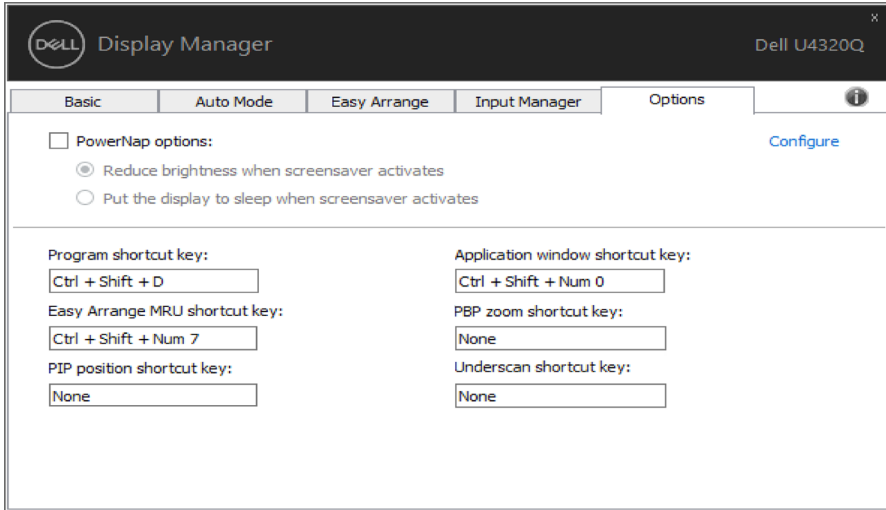 DELL Display Manager
Dell U4320Q
x
Basic Auto Mode Easy Arrange Input Manager Options i
PowerNap options: Configure
Reduce brightness when screensaver activates
Put the display to sleep when screensaver activates
Program shortcut key: Application window shortcut key:
Ctrl + Shift + D Ctrl + Shift + Num 0
Easy Arrange MRU shortcut key: PBP zoom shortcut key:
Ctrl + Shift + Num 7 None
PIP position shortcut key: Underscan shortcut key:
None None